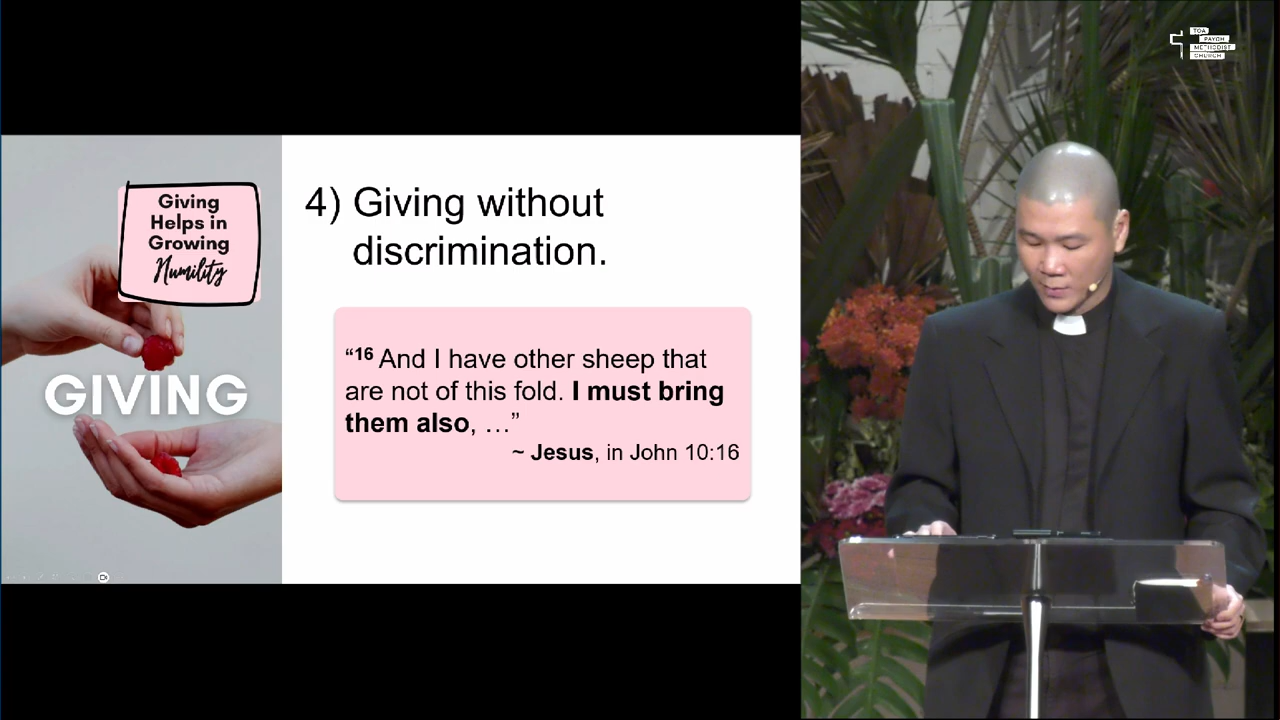 Giving
Helps in
Growing
Humility
GIVING
4) Giving without
discrimination.
“16 And I have other sheep that
are not of this fold. I must bring
them also, …”
~ Jesus, in John 10:16
TOA
PAYOH
METHODIST
CHURCH